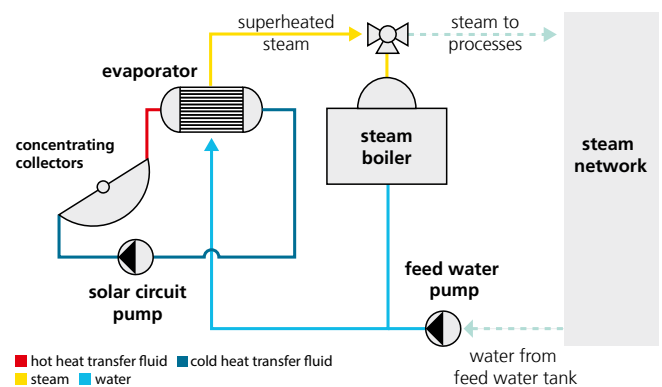 superheated
steam
steam to
processes
evaporator
concentrating
collectors
steam
boiler
steam
network
solar circuit
pump
feed water
pump
water from
feed water tank
hot heat transfer fluid
cold heat transfer fluid
steam
water